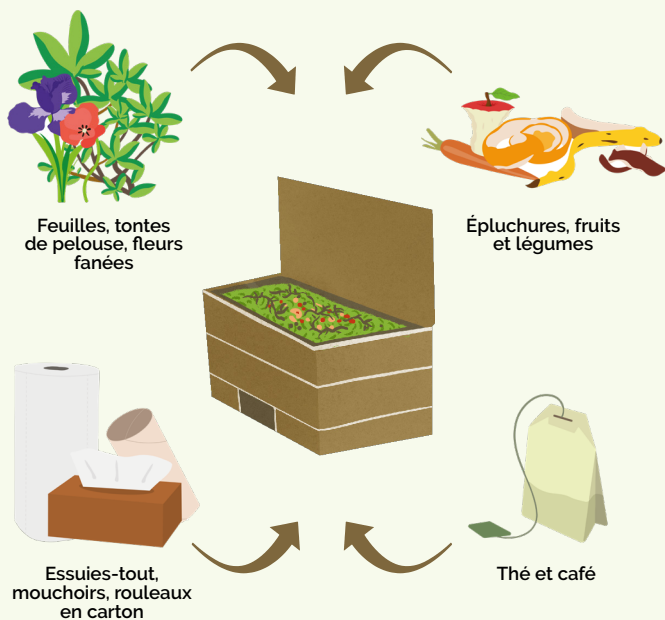 Feuilles, tontes
de pelouse, fleurs
fanées
Épluchures, fruits
et légumes
Essuies-tout,
mouchoirs, rouleaux
en carton
Thé et café